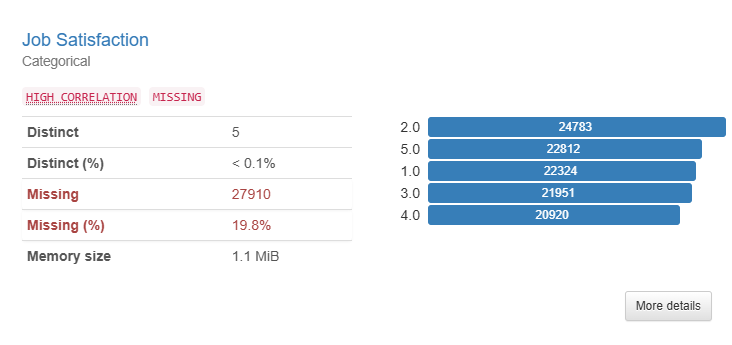 Job Satisfaction
Categorical
HIGH CORRELATION MISSING
Distinct 5
Distinct (%) < 0.1%
Missing 27910
Missing (%) 19.8%
Memory size 1.1 MiB
2.0 24783
5.0 22812
1.0 22324
3.0 21951
4.0 20920
More details